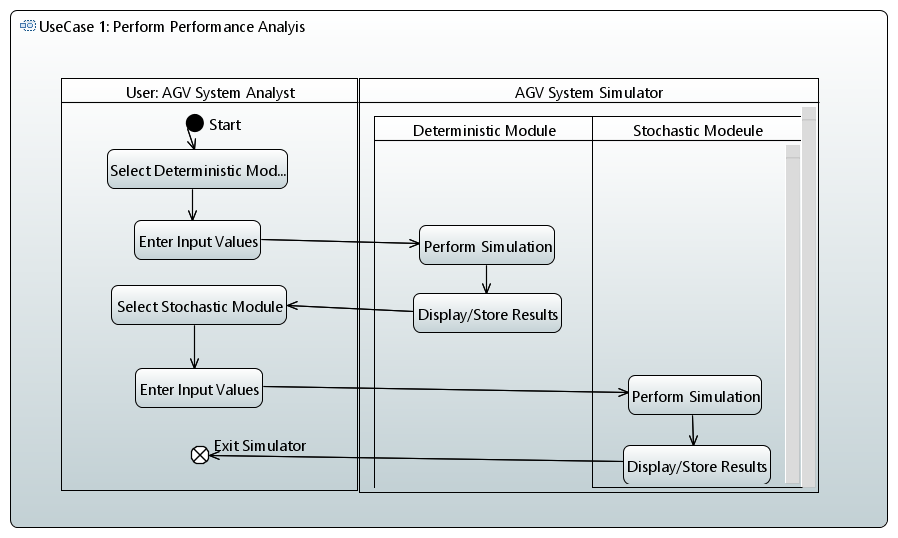 UseCase 1: Perform Performance Analyis
User: AGV System Analyst
AGV System Simulator
Start
Deterministic Module
Stochastic Modeule
Select Deterministic Mod...
Enter Input Values
Perform Simulation
Select Stochastic Module
Display/Store Results
Enter Input Values
Perform Simulation
Exit Simulator
Display/Store Results